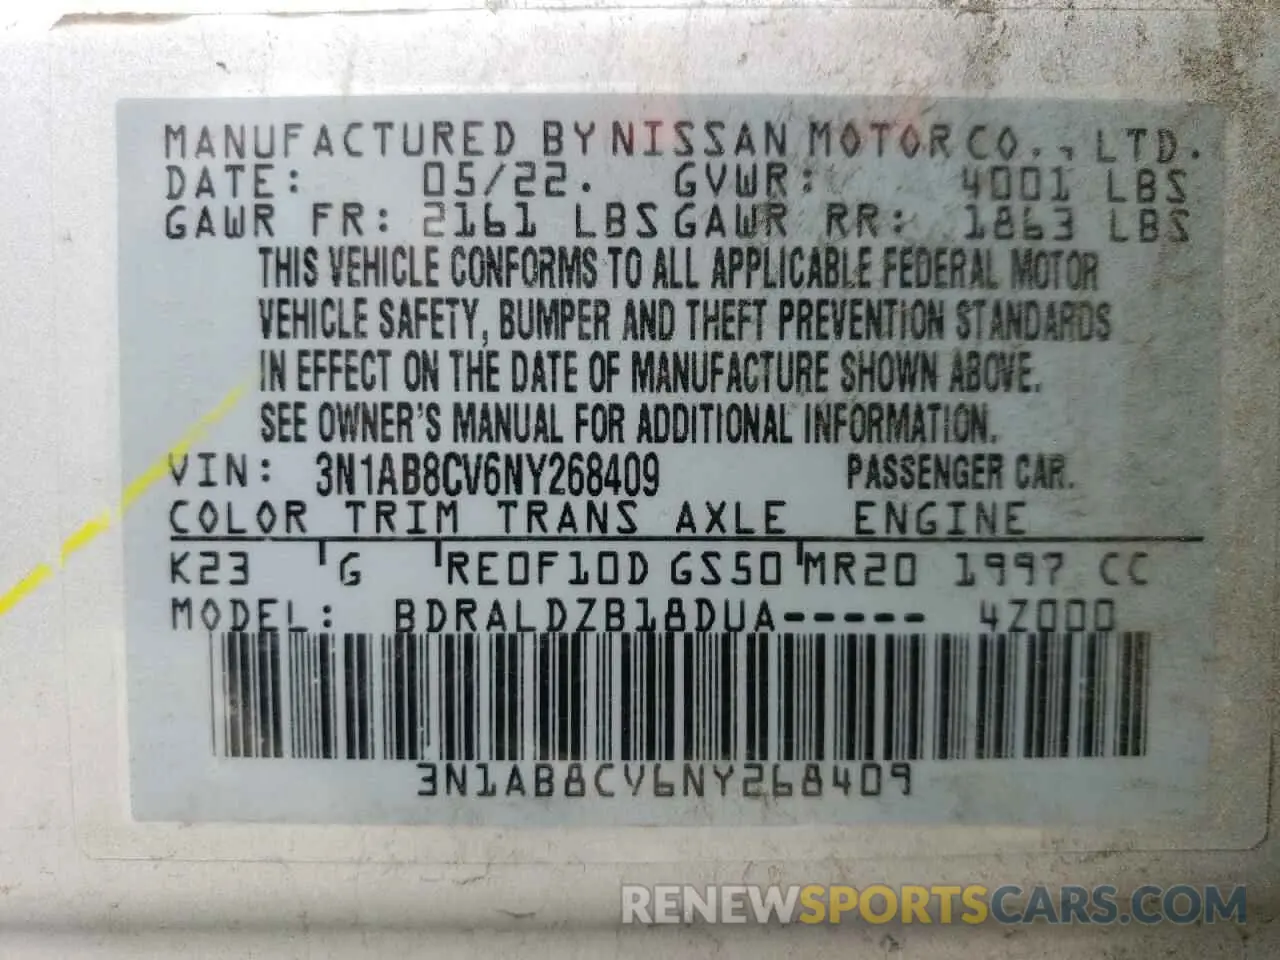 MANUFACTURED BY NISSAN MOTOR CO., LTD.
DATE: 05/22. GVWR: 4001 LBS
GAWR FR: 2161 LBS GAWR RR: 1863 LBS
THIS VEHICLE CONFORMS TO ALL APPLICABLE FEDERAL MOTOR
VEHICLE SAFETY, BUMPER AND THEFT PREVENTION STANDARDS
IN EFFECT ON THE DATE OF MANUFACTURE SHOWN ABOVE.
SEE OWNER'S MANUAL FOR ADDITIONAL INFORMATION.
VIN: 3N1AB8CV6NY268409 PASSENGER CAR.
COLOR TRIM TRANS AXLE ENGINE
K23 G RE0F10D GS50 MR20 1997 CC
MODEL: BDRALDZB18DUA----- 4Z000
3N1AB8CV6NY268409
RENEWSPORTSCARS.COM